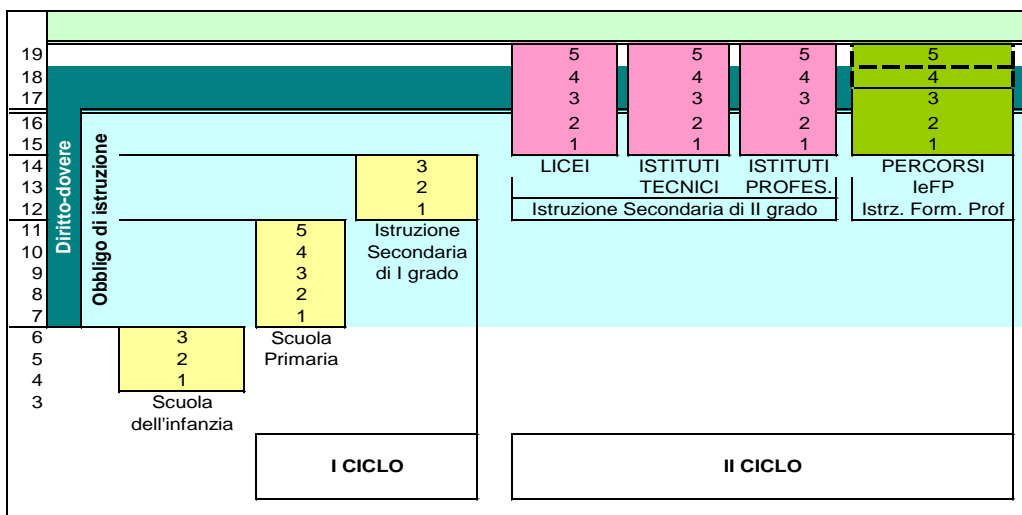 19 5 5 5 5
18 4 4 4 4
17 3 3 3 3
16 2 2 2 2
15 1 1 1 1
14 3 LICEI ISTITUTI ISTITUTI PERCORSI
13 2 TECNICI PROFES. IeFP
12 1 Istruzione Secondaria di II grado Istrz. Form. Prof
11 5 Istruzione
10 4 Secondaria
9 3 di I grado
8 2
7 1
6 3 Scuola
5 2 Primaria
4 1
3 Scuola
dell'infanzia
Diritto-dovere
Obbligo di istruzione
I CICLO
II CICLO